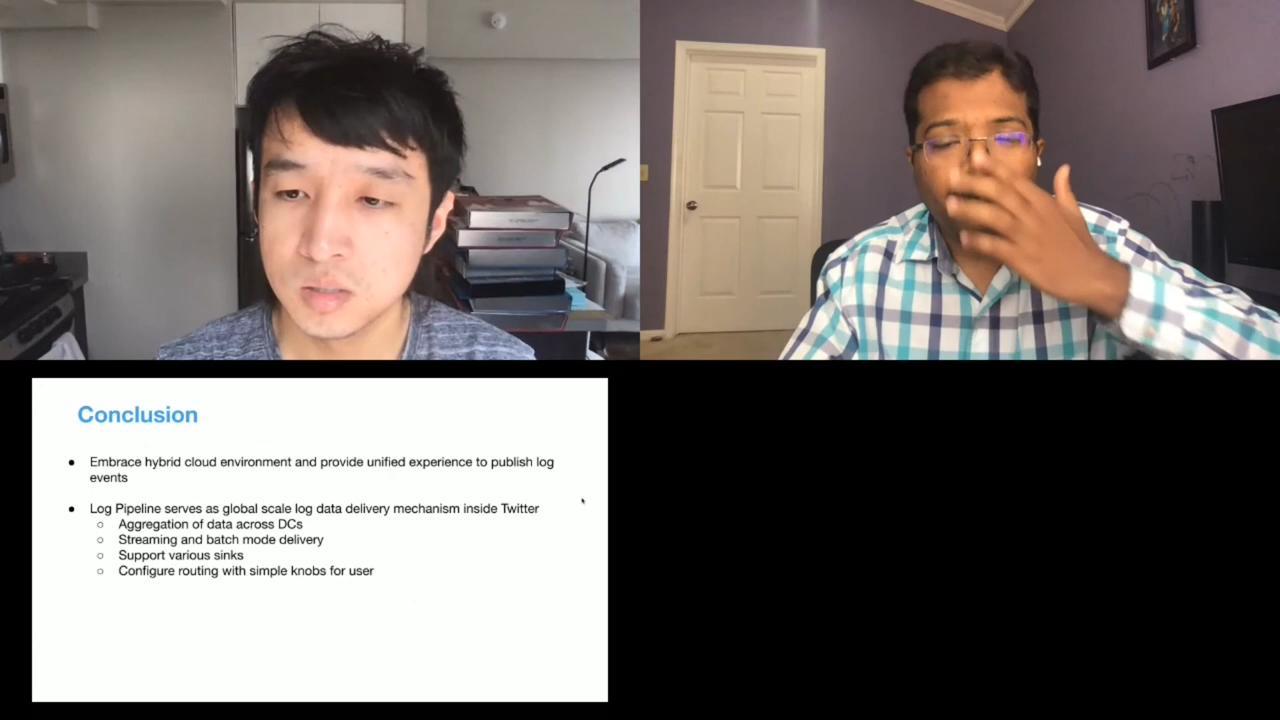 Conclusion
● Embrace hybrid cloud environment and provide unified experience to publish log
events
● Log Pipeline serves as global scale log data delivery mechanism inside Twitter
○ Aggregation of data across DCs
○ Streaming and batch mode delivery
○ Support various sinks
○ Configure routing with simple knobs for user